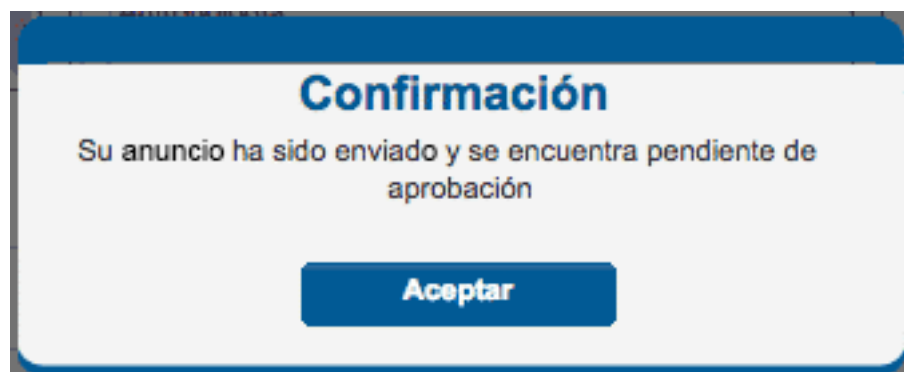 Confirmación
Su anuncio ha sido enviado y se encuentra pendiente de
aprobación
Aceptar